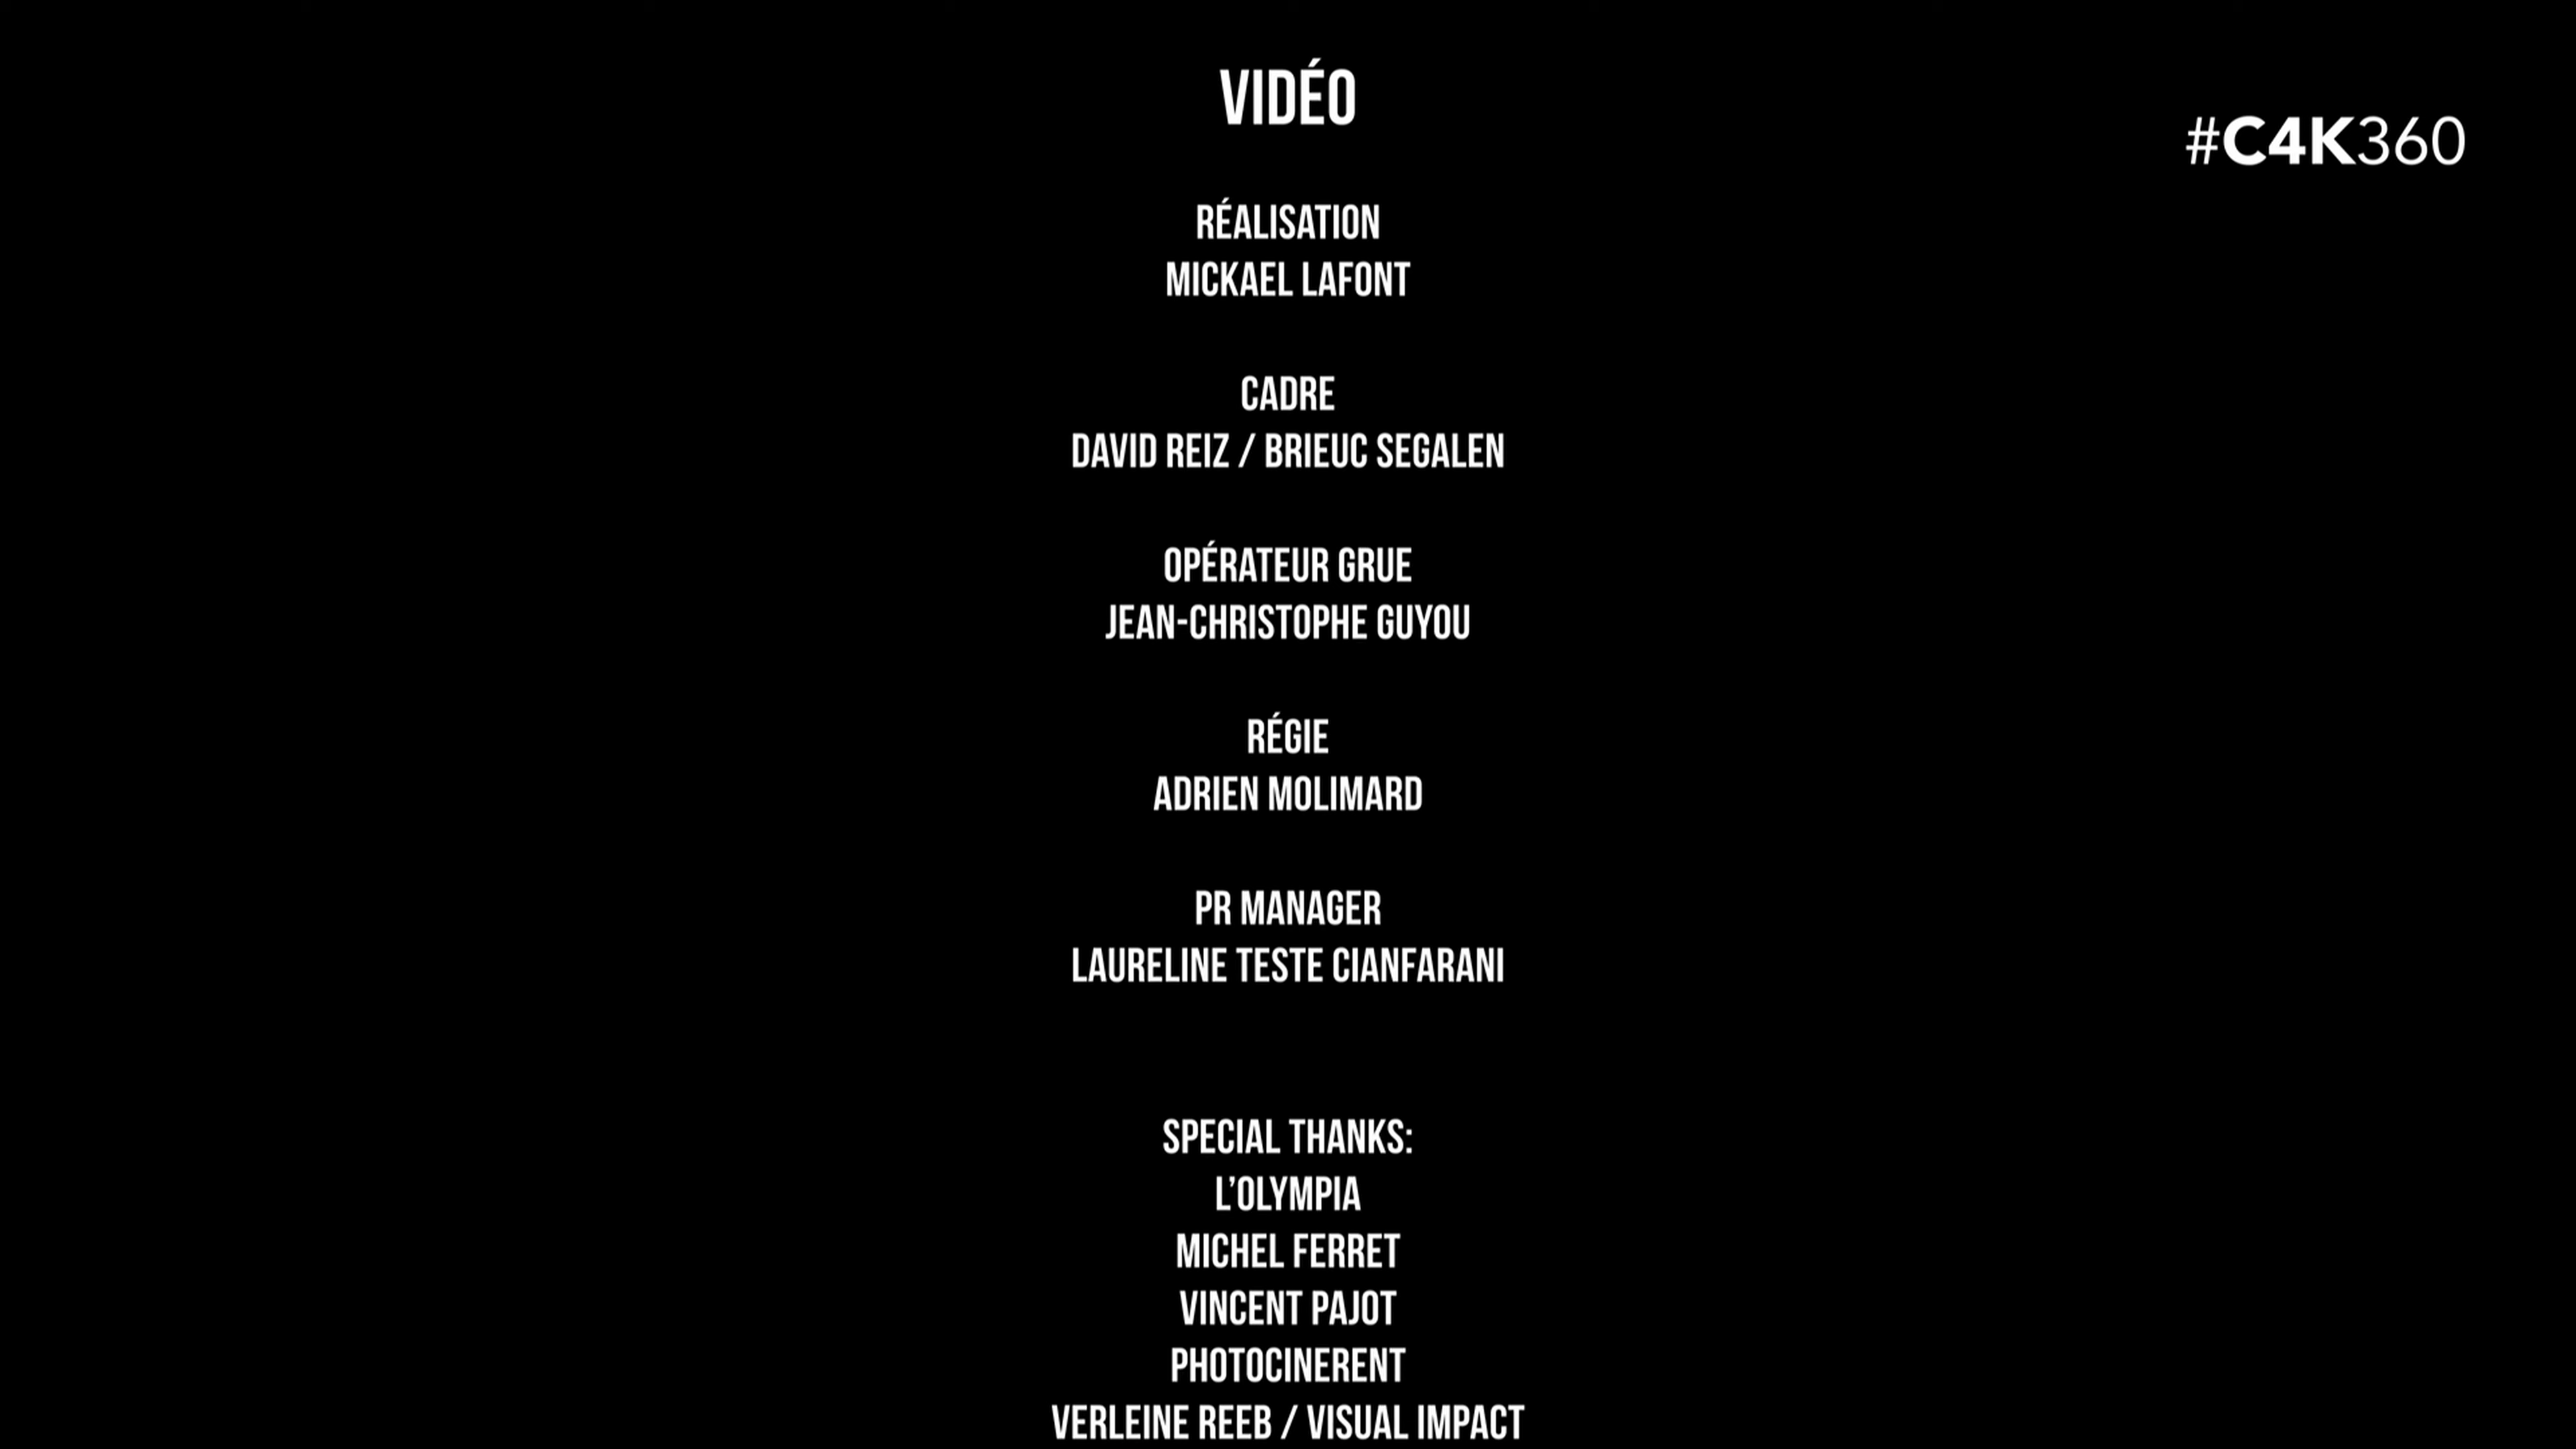 VIDÉO
#C4K360
RÉALISATION
MICKAEL LAFONT
CADRE
DAVID REIZ / BRIEUC SEGALEN
OPÉRATEUR GRUE
JEAN-CHRISTOPHE GUYOU
RÉGIE
ADRIEN MOLIMARD
PR MANAGER
LAURELINE TESTE CIANFARANI
SPECIAL THANKS:
L’OLYMPIA
MICHEL FERRET
VINCENT PAJOT
PHOTOCINERENT
VERLEINE REEB / VISUAL IMPACT